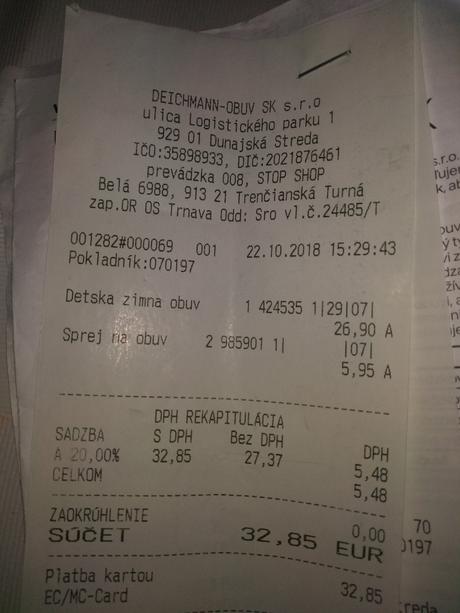 DEICHMANN-OBUV SK s.r.o
ulica Logistického parku 1
929 01 Dunajská Streda
IČO:35898933, DIČ:2021876461
prevádzka 008, STOP SHOP
Belá 6988, 913 21 Trenčianská Turná
zap.OR OS Trnava Odd: Sro vl.č.24485/T
001282#000069 001 22.10.2018 15:29:43
Pokladník:070197
Detska zimna obuv 1 424535 1|29|07|
26,90 A
Sprej na obuv 2 985901 1| |07|
5,95 A
DPH REKAPITULÁCIA
SADZBA S DPH Bez DPH DPH
A 20,00% 32,85 27,37 5,48
CELKOM 5,48
ZAOKRÚHLENIE 0,00
SÚČET 32,85 EUR
Platba kartou 32,85
EC/MC-Card
70
0197